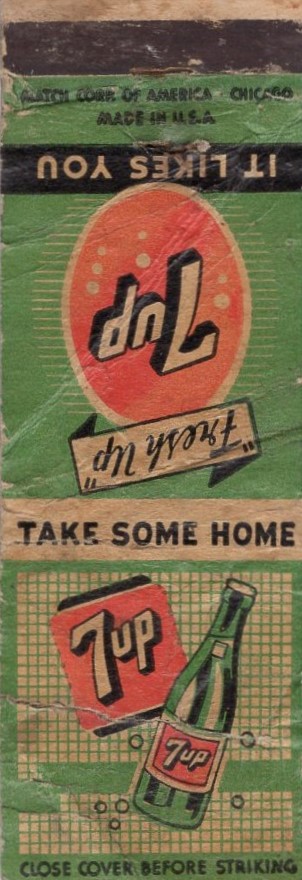 MATCH CORP. OF AMERICA - CHICAGO
MADE IN U.S.A
IT LIKES YOU
7up
"Fresh Up"
TAKE SOME HOME
7up
7up
CLOSE COVER BEFORE STRIKING